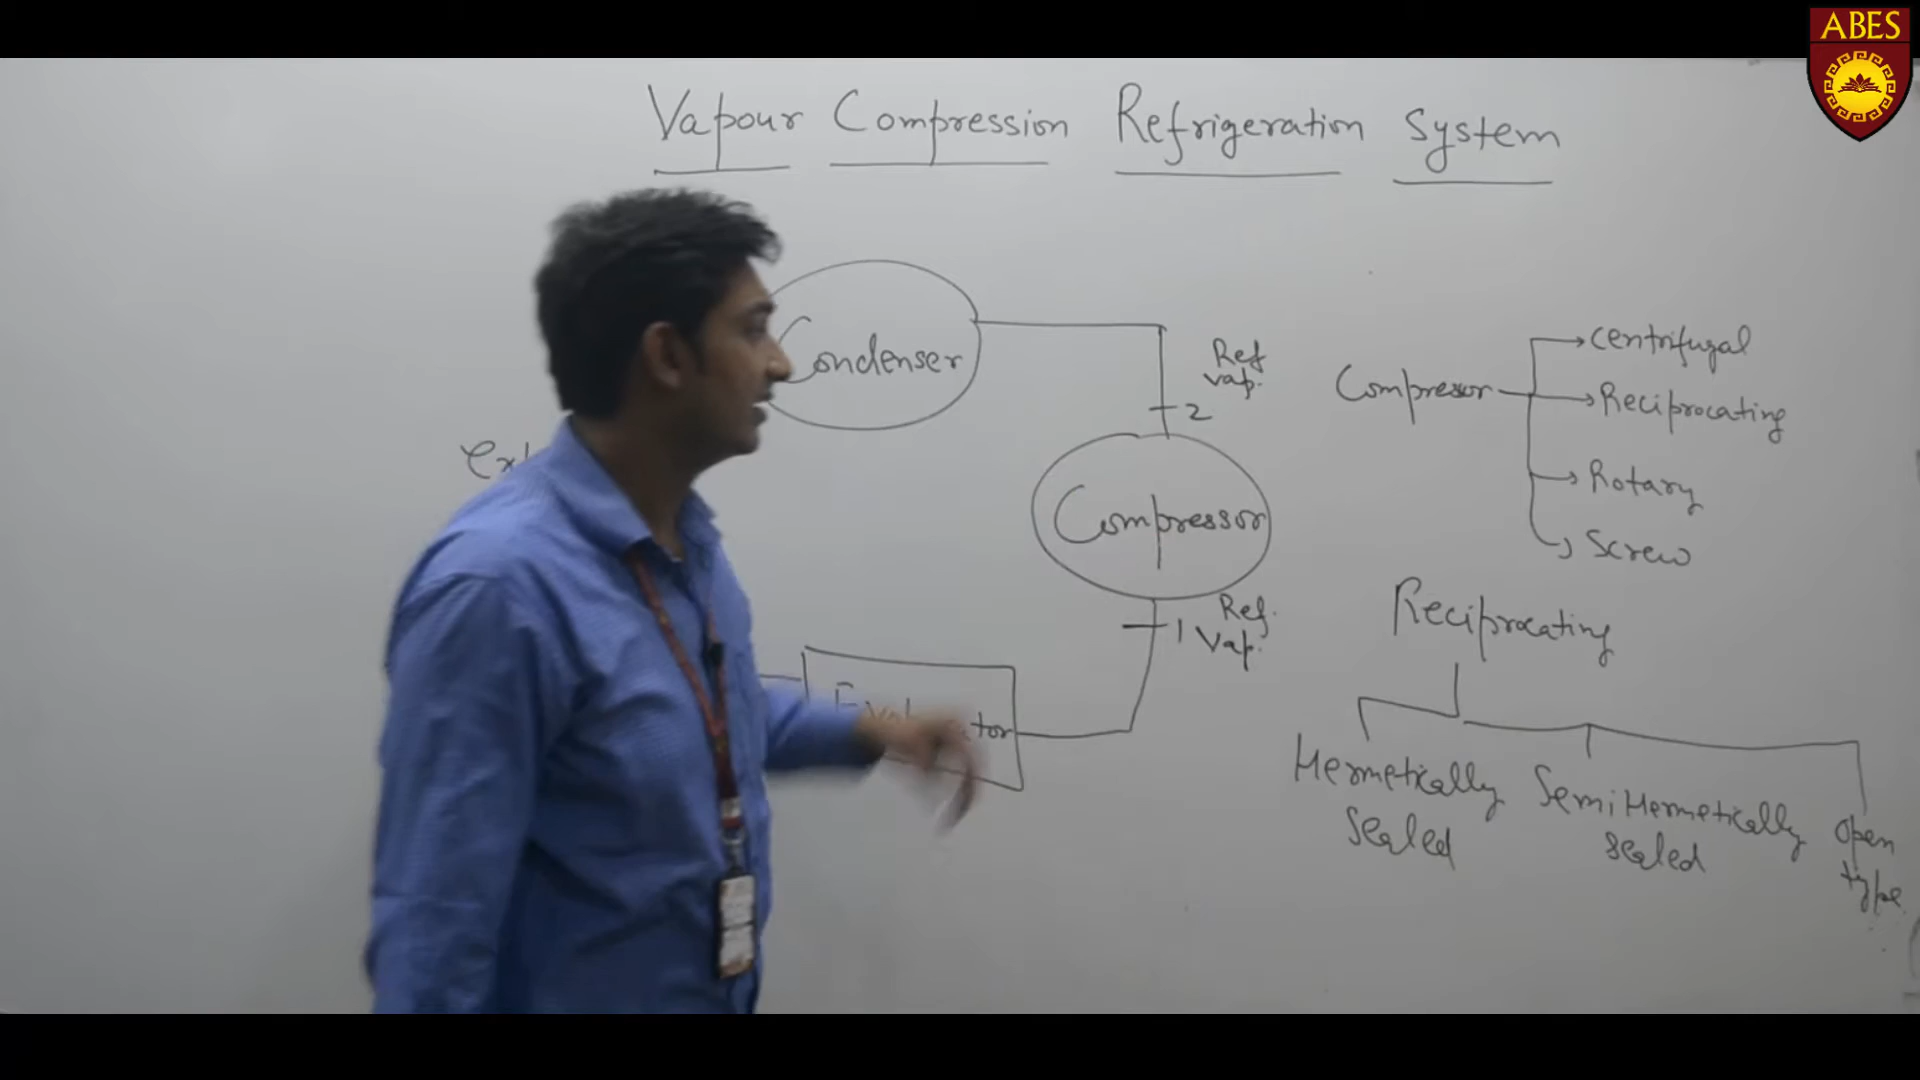 ABES
Vapour Compression Refrigeration System
Condenser
Ref
vap.
2
Compressor
1
Ref.
Vap.
Compresor
centrifugal
Reciprocating
Rotary
Screw
Reciprocating
Hermetically
Sealed
Semi Hermetically
Sealed
Open
type